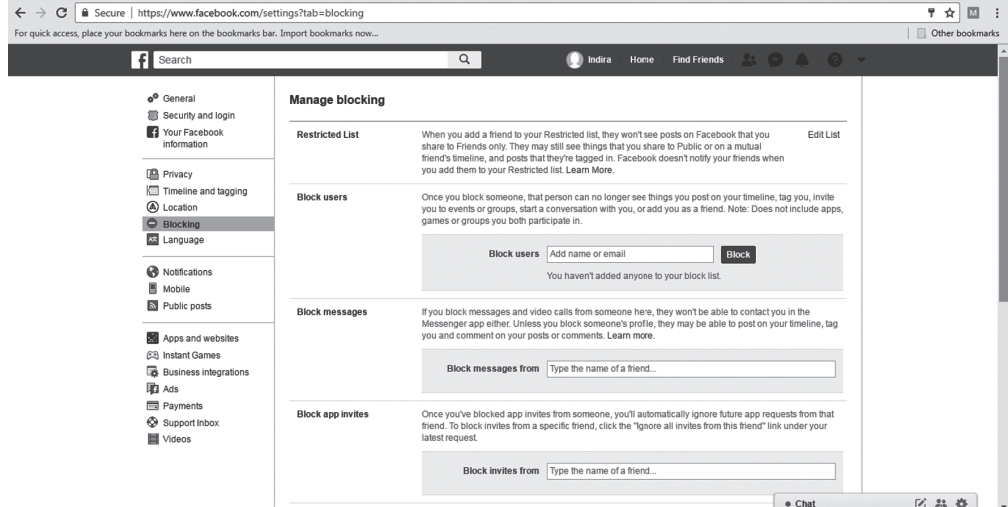 Secure | https://www.facebook.com/settings?tab=blocking
M
For quick access, place your bookmarks here on the bookmarks bar. Import bookmarks now...
Other bookmarks
f Search Indira Home Find Friends
General
Security and login
Your Facebook
information
Privacy
Timeline and tagging
Location
Blocking
Language
Notifications
Mobile
Public posts
Apps and websites
Instant Games
Business integrations
Ads
Payments
Support Inbox
Videos
Manage blocking
Restricted List
When you add a friend to your Restricted list, they won't see posts on Facebook that you
share to Friends only. They may still see things that you share to Public or on a mutual
friend's timeline, and posts that they're tagged in. Facebook doesn't notify your friends when
you add them to your Restricted list. Learn More.
Edit List
Block users
Once you block someone, that person can no longer see things you post on your timeline, tag you, invite
you to events or groups, start a conversation with you, or add you as a friend. Note: Does not include apps,
games or groups you both participate in.
Block users Add name or email Block
You haven't added anyone to your block list.
Block messages
If you block messages and video calls from someone here, they won't be able to contact you in the
Messenger app either. Unless you block someone's profile, they may be able to post on your timeline, tag
you and comment on your posts or comments. Learn more.
Block messages from Type the name of a friend...
Block app invites
Once you've blocked app invites from someone, you'll automatically ignore future app requests from that
friend. To block invites from a specific friend, click the "Ignore all invites from this friend" link under your
latest request.
Block invites from Type the name of a friend...
Chat